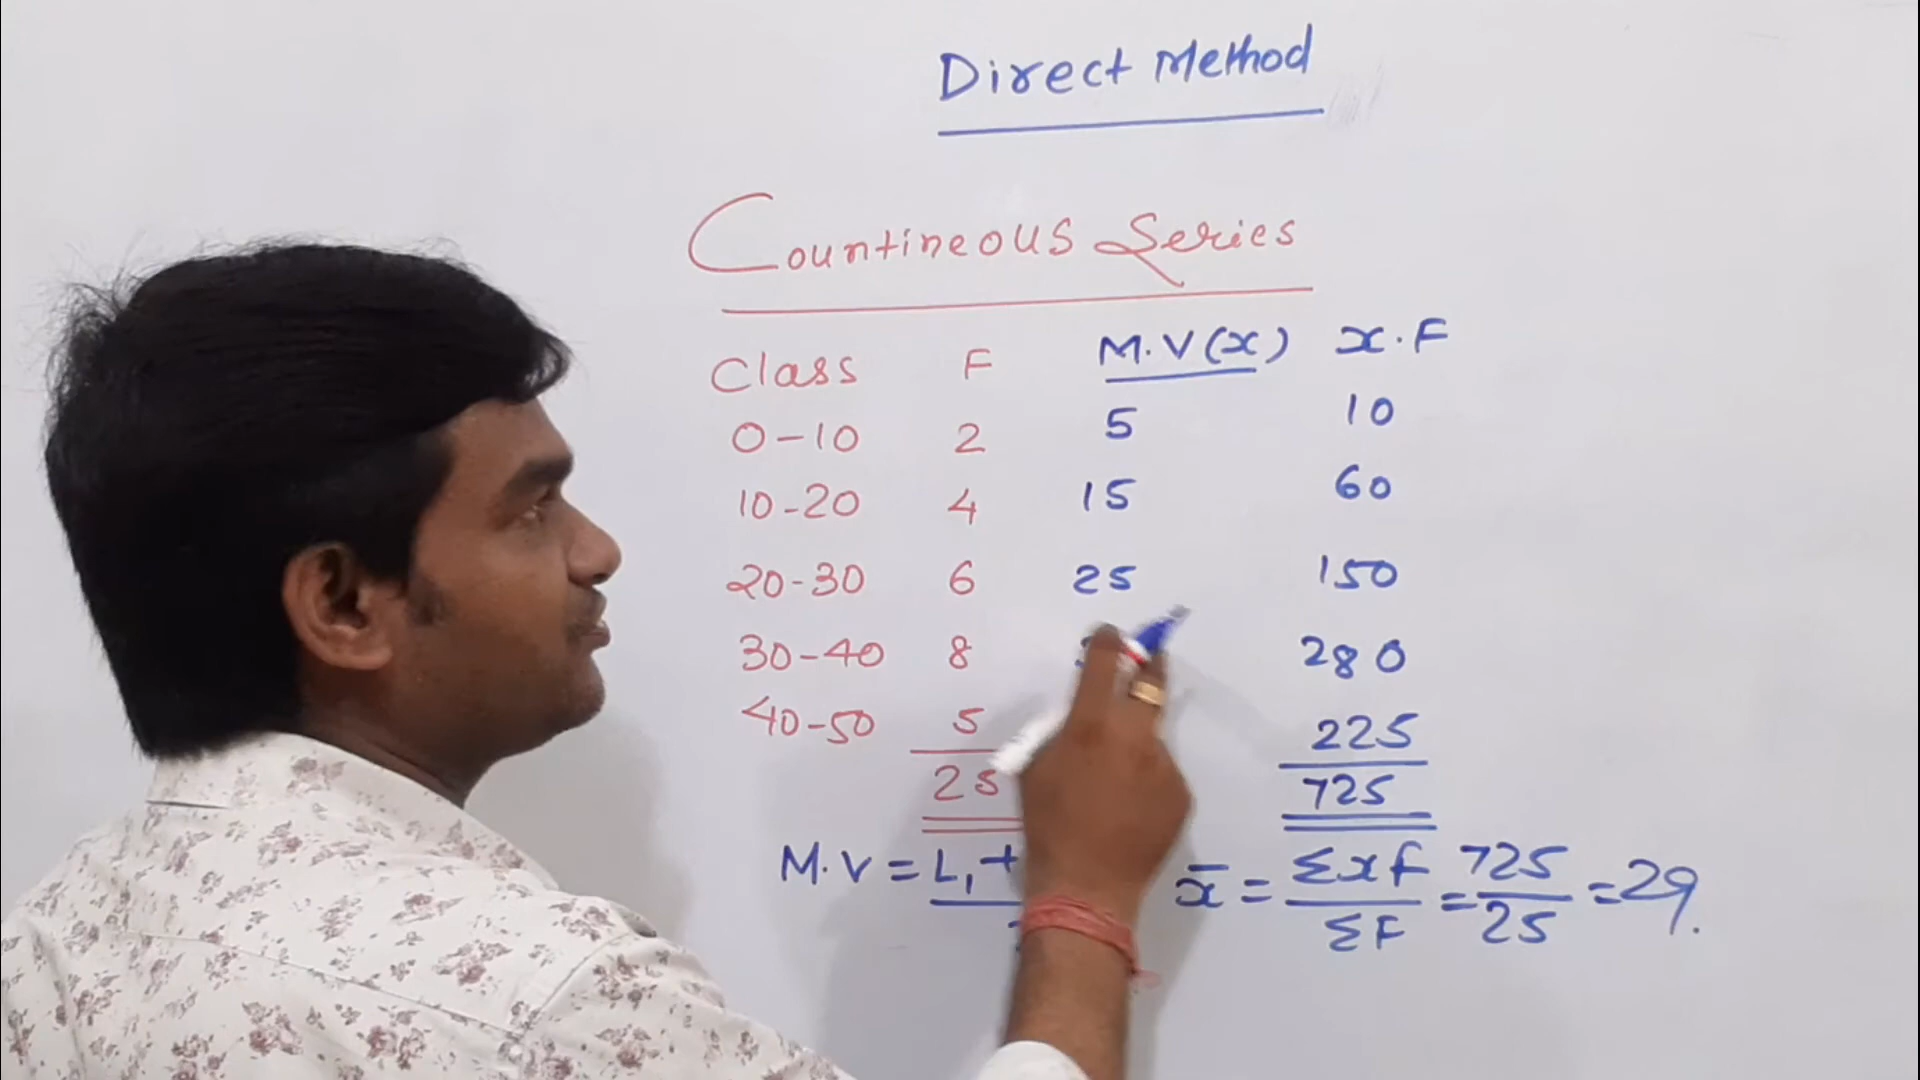 Direct Method
Countineous Series
Class F M.V(x) x.F
0-10 2 5 10
10-20 4 15 60
20-30 6 25 150
30-40 8 280
40-50 5 225
25 725
M.V = L₁+ x̄ = ΣxF/ΣF = 725/25 = 29.